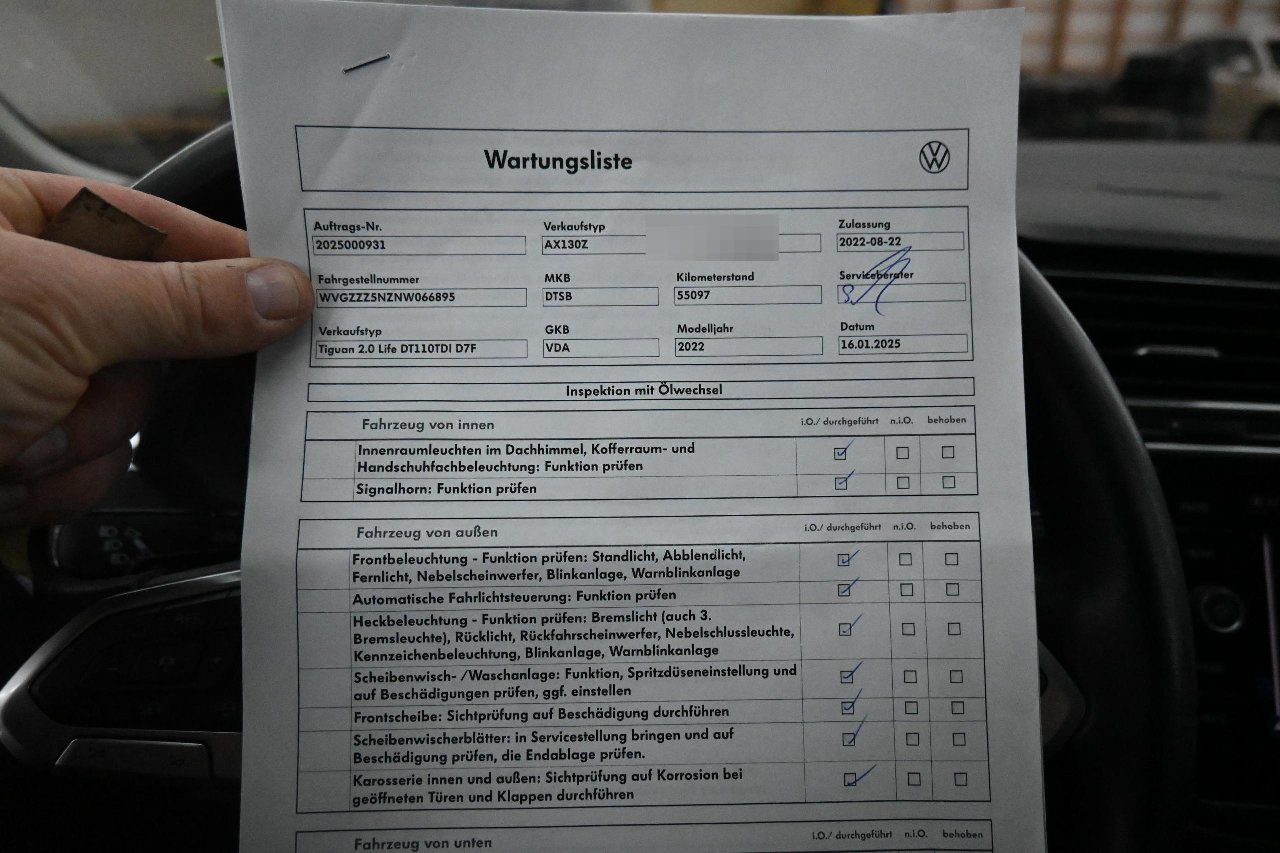 Wartungsliste
Auftrags-Nr. Verkaufstyp Zulassung
2025000931 AX130Z 2022-08-22
Fahrgestellnummer MKB Kilometerstand Serviceberater
WVGZZZ5NZNW066895 DTSB 55097
Verkaufstyp GKB Modelljahr Datum
Tiguan 2.0 Life DT110TDI D7F VDA 2022 16.01.2025
Inspektion mit Ölwechsel
Fahrzeug von innen i.O./ durchgeführt n.i.O. behoben
Innenraumleuchten im Dachhimmel, Kofferraum- und
Handschuhfachbeleuchtung: Funktion prüfen
Signalhorn: Funktion prüfen
Fahrzeug von außen i.O./ durchgeführt n.i.O. behoben
Frontbeleuchtung - Funktion prüfen: Standlicht, Abblendlicht,
Fernlicht, Nebelscheinwerfer, Blinkanlage, Warnblinkanlage
Automatische Fahrlichtsteuerung: Funktion prüfen
Heckbeleuchtung - Funktion prüfen: Bremslicht (auch 3.
Bremsleuchte), Rücklicht, Rückfahrscheinwerfer, Nebelschlussleuchte,
Kennzeichenbeleuchtung, Blinkanlage, Warnblinkanlage
Scheibenwisch- /Waschanlage: Funktion, Spritzdüseneinstellung und
auf Beschädigungen prüfen, ggf. einstellen
Frontscheibe: Sichtprüfung auf Beschädigung durchführen
Scheibenwischerblätter: in Servicestellung bringen und auf
Beschädigung prüfen, die Endablage prüfen.
Karosserie innen und außen: Sichtprüfung auf Korrosion bei
geöffneten Türen und Klappen durchführen
Fahrzeug von unten i.O./ durchgeführt n.i.O. behoben